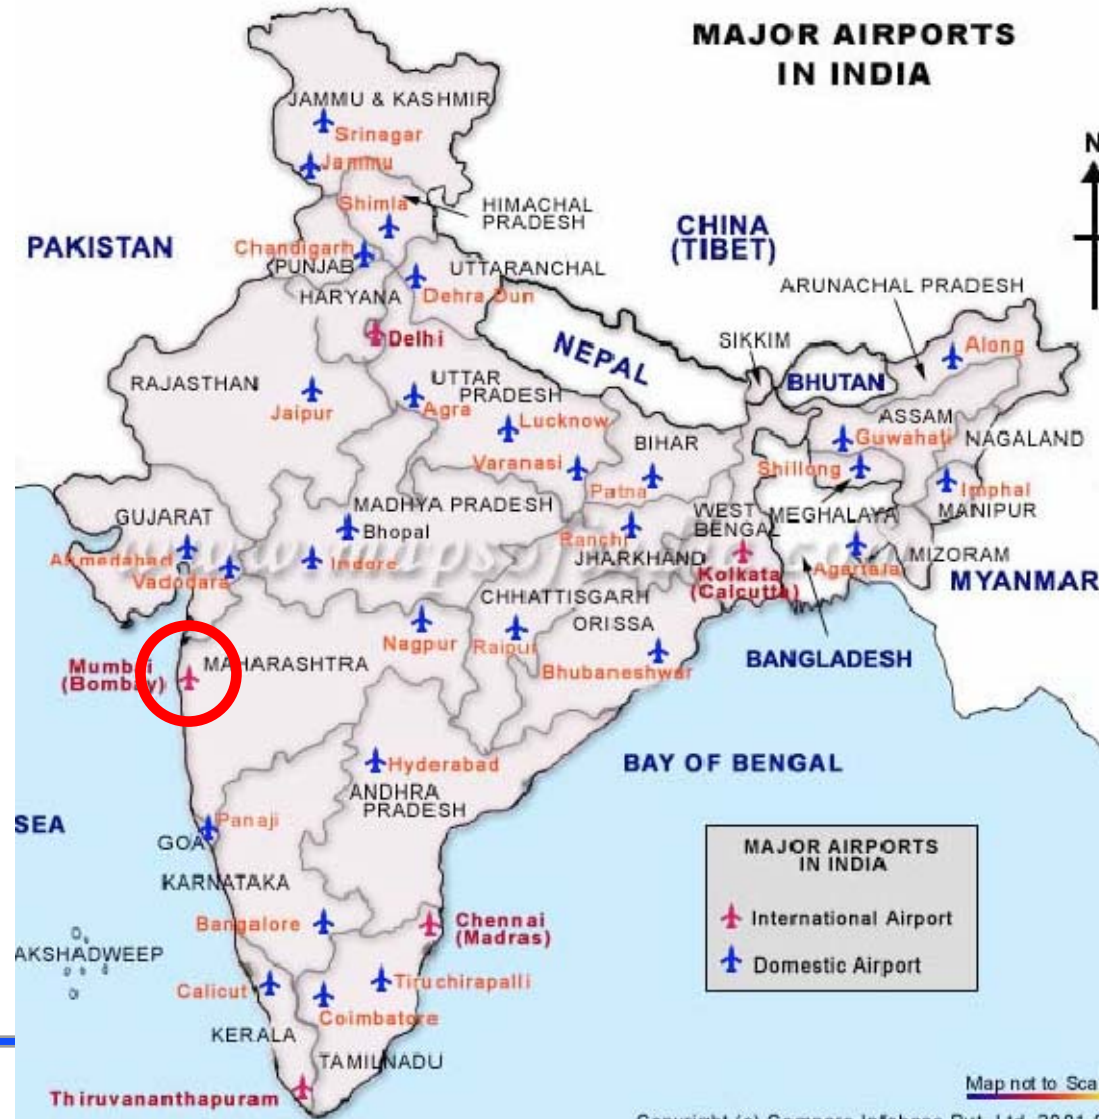 MAJOR AIRPORTS
IN INDIA
JAMMU & KASHMIR
Srinagar
Jammu
N
Shimla
HIMACHAL
PRADESH
CHINA
(TIBET)
PAKISTAN
Chandigarh
PUNJAB
UTTARANCHAL
HARYANA
Dehra Dun
ARUNACHAL PRADESH
Delhi
NEPAL
SIKKIM
Along
BHUTAN
RAJASTHAN
UTTAR
PRADESH
Jaipur
Agra
Lucknow
ASSAM
Guwahati
NAGALAND
BIHAR
Varanasi
Shillong
Patna
Imphal
MADHYA PRADESH
WEST
BENGAL
MEGHALAYA
MANIPUR
GUJARAT
Bhopal
Ranchi
JHARKHAND
MIZORAM
Ahmedabad
Vadodara
Indore
Kolkata
(Calcutta)
Agartala
MYANMAR
CHHATTISGARH
ORISSA
Nagpur
Raipur
Bhubaneshwar
BANGLADESH
Mumbai
(Bombay)
MAHARASHTRA
Hyderabad
BAY OF BENGAL
ANDHRA
PRADESH
SEA
Panaji
GOA
KARNATAKA
MAJOR AIRPORTS
IN INDIA
International Airport
Domestic Airport
Bangalore
Chennai
(Madras)
AKSHADWEEP
Calicut
Tiruchirapalli
Coimbatore
KERALA
TAMILNADU
Thiruvananthapuram
Map not to Sca